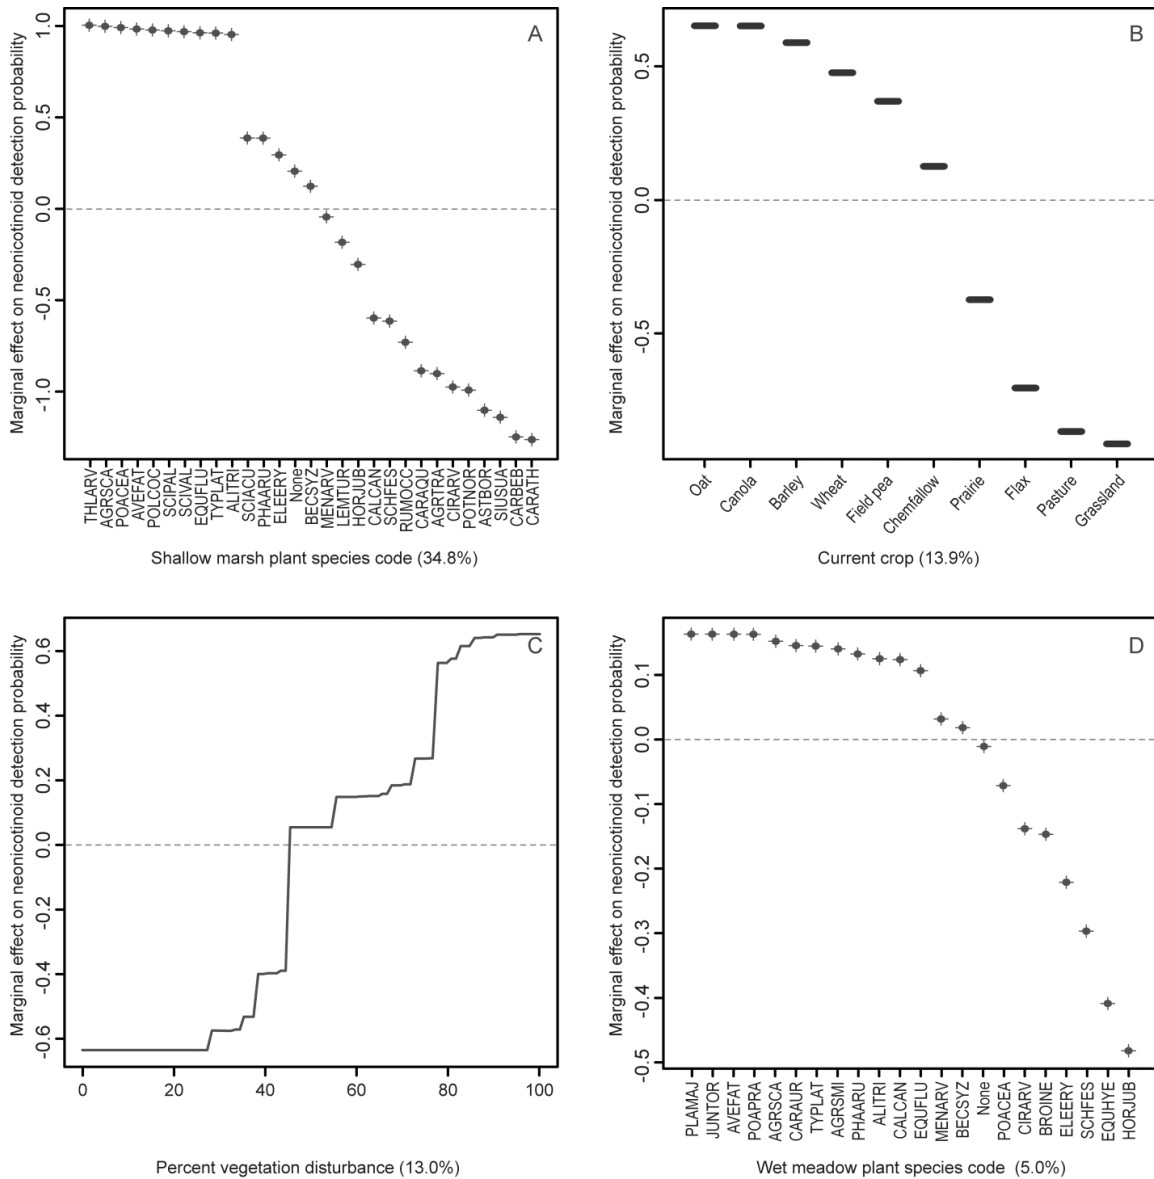 A
Marginal effect on neonicotinoid detection probability
1.0
0.5
0.0
-0.5
-1.0
THLARV
AGRSCA
POACEA
AVEFAT
POLCOC
SCIPAL
SCIVAL
EQUFLU
TYPLAT
ALITRI
SCIACU
PHAARU
ELEERY
None
BECSYZ
MENARV
LEMTUR
HORJUB
CALCAN
SCHFES
RUMOCC
CARAQU
AGRTRA
CIRARV
POTNOR
ASTBOR
SIUSUA
CARBEB
CARATH
Shallow marsh plant species code (34.8%)
B
Marginal effect on neonicotinoid detection probability
0.5
0.0
-0.5
Oat
Canola
Barley
Wheat
Field pea
Chemfallow
Prairie
Flax
Pasture
Grassland
Current crop (13.9%)
C
Marginal effect on neonicotinoid detection probability
0.6
0.4
0.2
0.0
-0.2
-0.4
-0.6
0 20 40 60 80 100
Percent vegetation disturbance (13.0%)
D
Marginal effect on neonicotinoid detection probability
0.1
0.0
-0.1
-0.2
-0.3
-0.4
-0.5
PLAMAJ
JUNTOR
AVEFAT
POAPRA
AGRSCA
CARAUR
TYPLAT
AGRSMI
PHAARU
ALITRI
CALCAN
EQUFLU
MENARV
BECSYZ
None
POACEA
CIRARV
BROINE
ELEERY
SCHFES
EQUHYE
HORJUB
Wet meadow plant species code (5.0%)